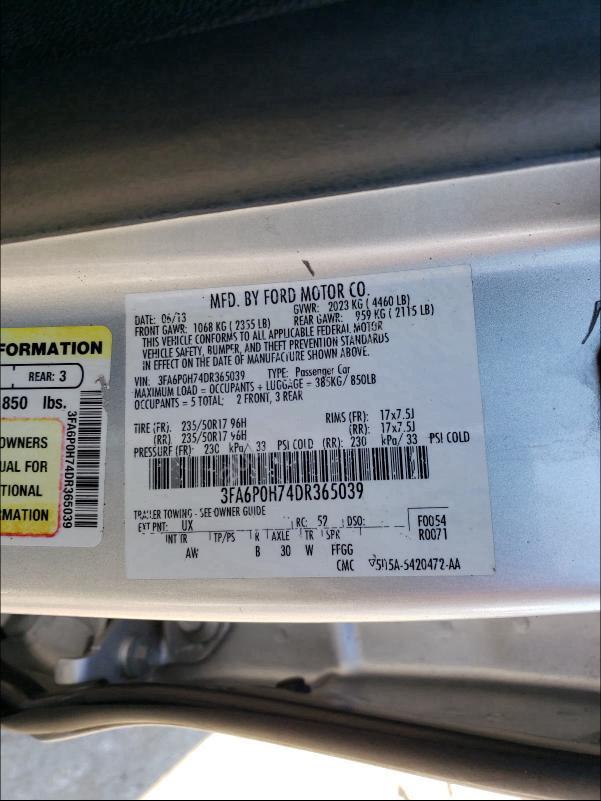 MFD. BY FORD MOTOR CO.
DATE: 06/13 GVWR: 2023 KG ( 4460 LB)
FRONT GAWR: 1068 KG ( 2355 LB) REAR GAWR: 959 KG ( 2115 LB)
THIS VEHICLE CONFORMS TO ALL APPLICABLE FEDERAL MOTOR
VEHICLE SAFETY, BUMPER, AND THEFT PREVENTION STANDARDS
IN EFFECT ON THE DATE OF MANUFACTURE SHOWN ABOVE.
VIN: 3FA6P0H74DR365039 TYPE: Passenger Car
MAXIMUM LOAD = OCCUPANTS + LUGGAGE = 385KG/ 850LB
OCCUPANTS = 5 TOTAL; 2 FRONT, 3 REAR
TIRE (FR): 235/50R17 96H RIMS (FR): 17x7.5J
(RR): 235/50R17 96H (RR): 17x7.5J
PRESSURE (FR): 230 kPa/ 33 PSI COLD (RR): 230 kPa/ 33 PSI COLD
3FA6P0H74DR365039
TRAILER TOWING - SEE OWNER GUIDE
EXT PNT: UX RC: 52 DSO: F0054
R0071
INT TR TP/PS R AXLE TR SPR
AW B 30 W FFGG
CMC
5420472-AA
FORMATION
REAR: 3
850 lbs.
OWNERS
UAL FOR
TIONAL
RMATION
3FA6P0H74DR365039